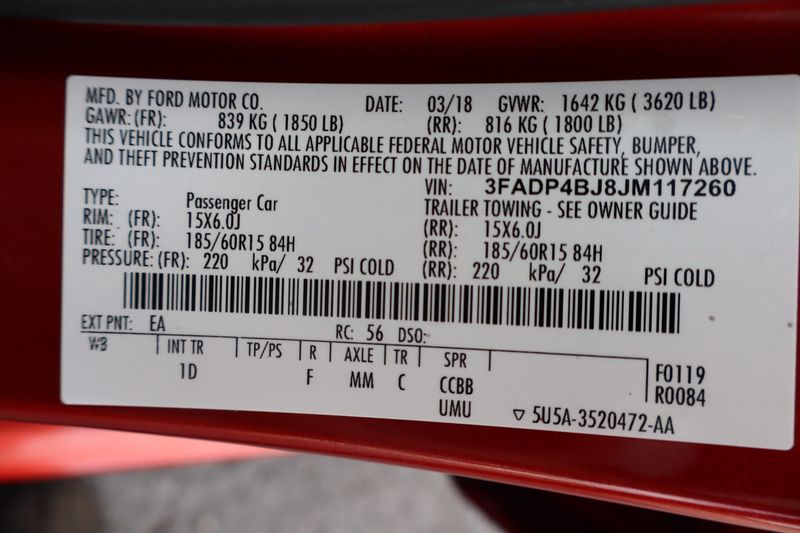 MFD. BY FORD MOTOR CO. DATE: 03/18 GVWR: 1642 KG ( 3620 LB)
GAWR: (FR): 839 KG ( 1850 LB) (RR): 816 KG ( 1800 LB)
THIS VEHICLE CONFORMS TO ALL APPLICABLE FEDERAL MOTOR VEHICLE SAFETY, BUMPER,
AND THEFT PREVENTION STANDARDS IN EFFECT ON THE DATE OF MANUFACTURE SHOWN ABOVE.
VIN: 3FADP4BJ8JM117260
TYPE: Passenger Car TRAILER TOWING - SEE OWNER GUIDE
RIM: (FR): 15X6.0J (RR): 15X6.0J
TIRE: (FR): 185/60R15 84H (RR): 185/60R15 84H
PRESSURE: (FR): 220 kPa/ 32 PSI COLD (RR): 220 kPa/ 32 PSI COLD
EXT PNT: EA RC: 56 DSO:
WB INT TR TP/PS R AXLE TR SPR F0119
1D F MM C CCBB R0084
UMU ▽ 5U5A-3520472-AA